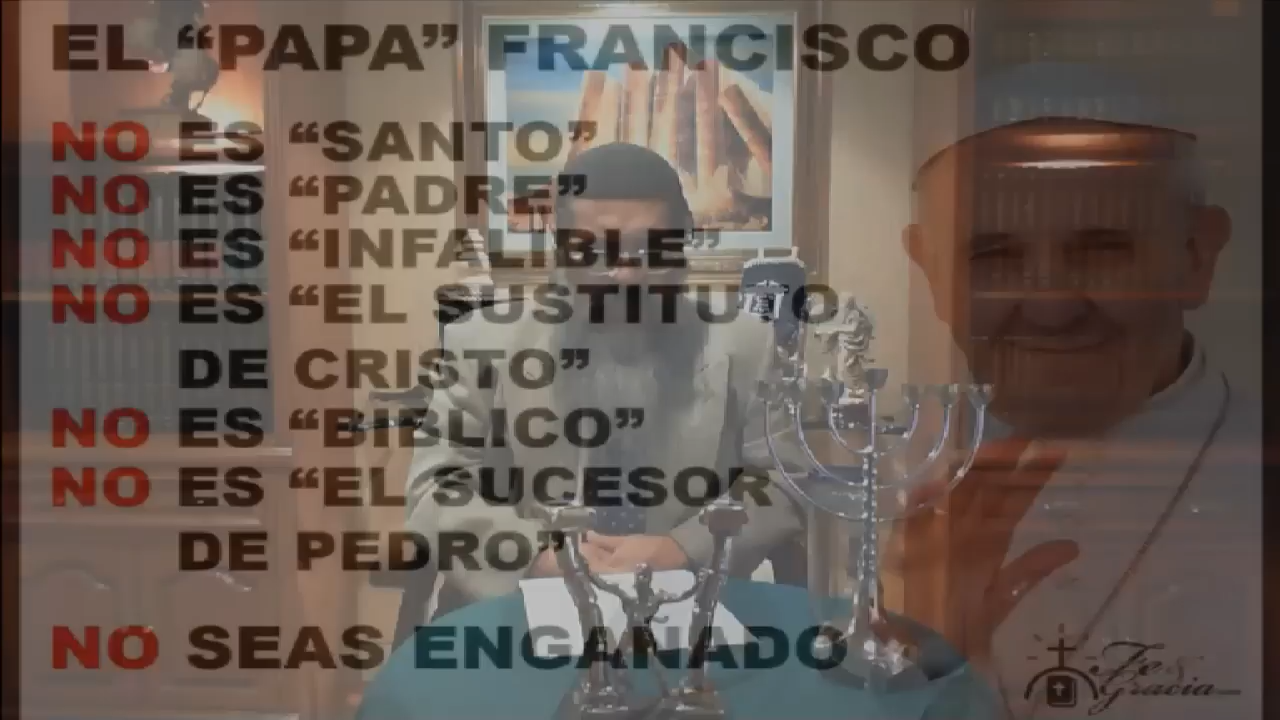 EL “PAPA” FRANCISCO
NO ES “SANTO”
NO ES “PADRE”
NO ES “INFALIBLE”
NO ES “EL SUSTITUTO
DE CRISTO”
NO ES “BIBLICO”
NO ES “EL SUCESOR
DE PEDRO”
NO SEAS ENGANADO
Fe &
Gracia